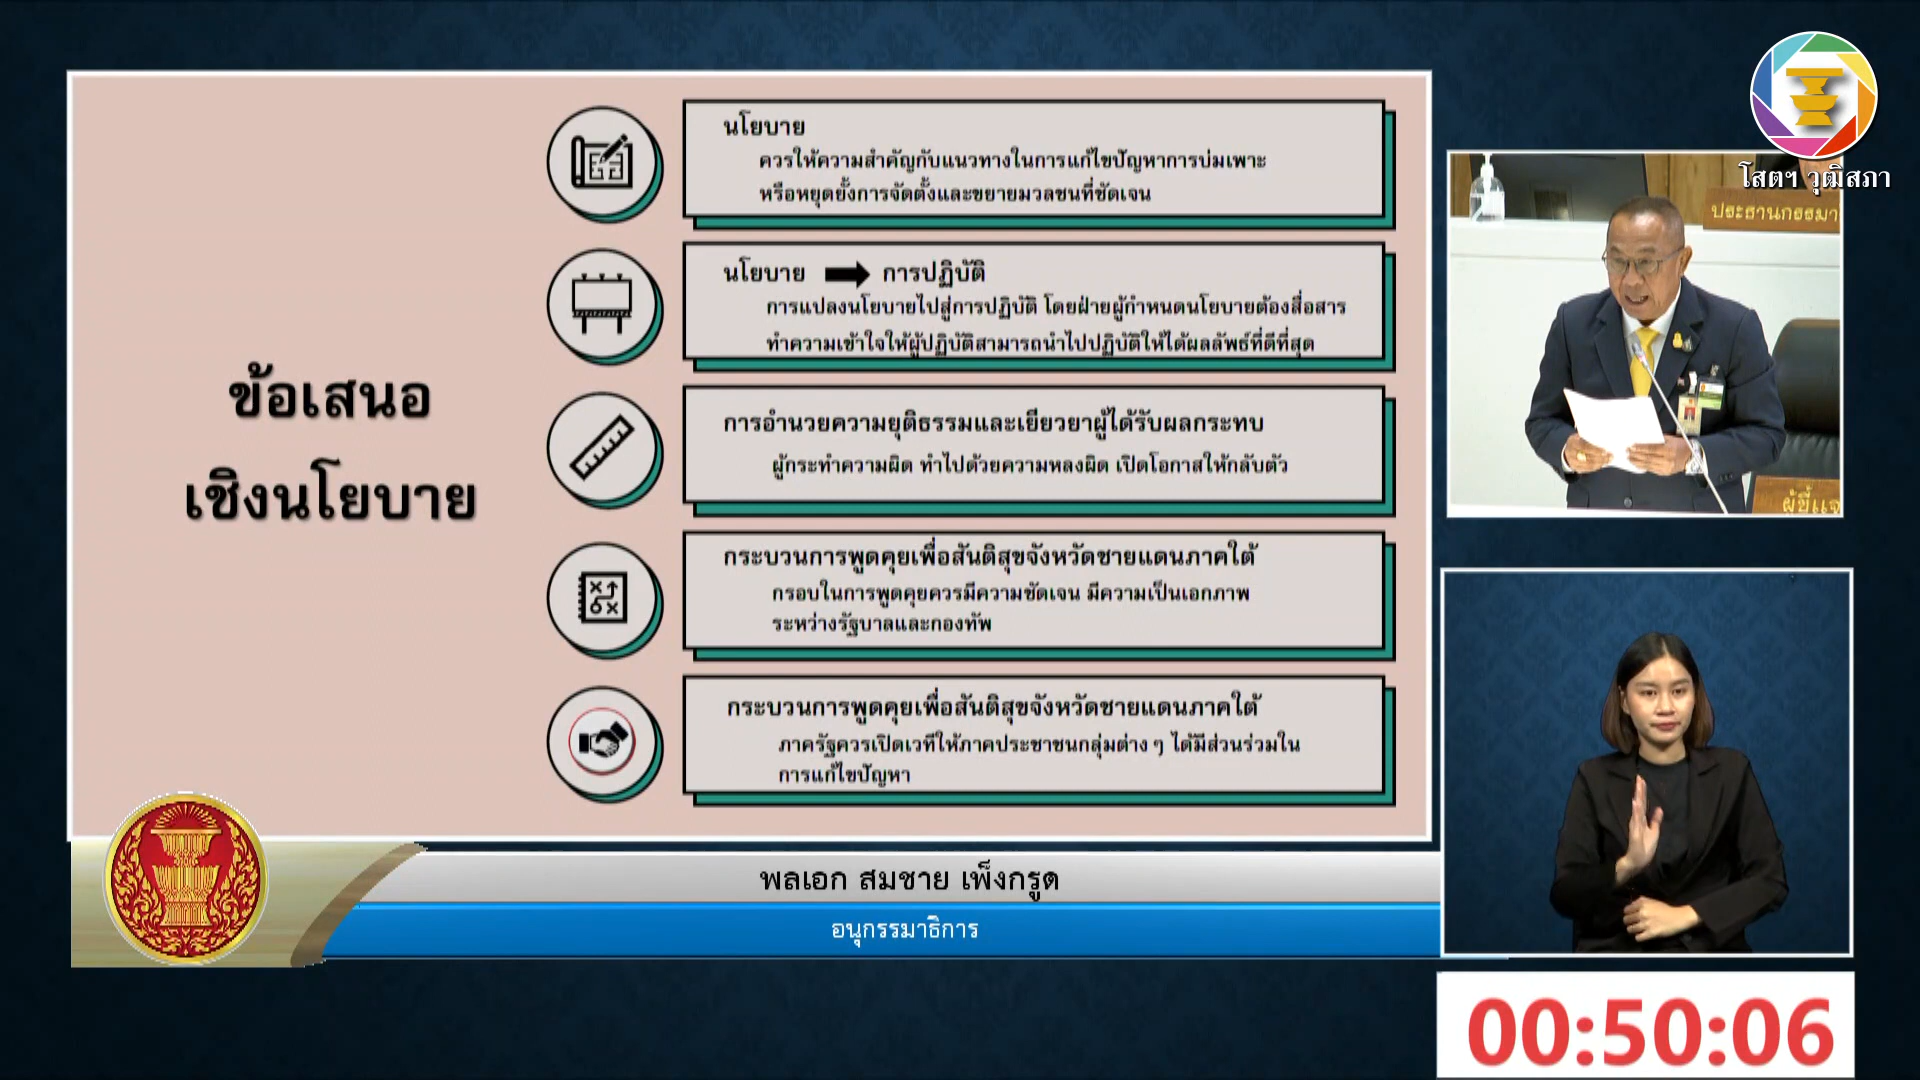 ข้อเสนอ
เชิงนโยบาย
นโยบาย
ควรให้ความสำคัญกับแนวทางในการแก้ไขปัญหาการบ่มเพาะ
หรือหยุดยั้งการจัดตั้งและขยายมวลชนที่ชัดเจน
นโยบาย ➡ การปฏิบัติ
การแปลงนโยบายไปสู่การปฏิบัติ โดยฝ่ายผู้กำหนดนโยบายต้องสื่อสาร
ทำความเข้าใจให้ผู้ปฏิบัติสามารถนำไปปฏิบัติให้ได้ผลลัพธ์ที่ดีที่สุด
การอำนวยความยุติธรรมและเยียวยาผู้ได้รับผลกระทบ
ผู้กระทำความผิด ทำไปด้วยความหลงผิด เปิดโอกาสให้กลับตัว
กระบวนการพูดคุยเพื่อสันติสุขจังหวัดชายแดนภาคใต้
กรอบในการพูดคุยควรมีความชัดเจน มีความเป็นเอกภาพ
ระหว่างรัฐบาลและกองทัพ
กระบวนการพูดคุยเพื่อสันติสุขจังหวัดชายแดนภาคใต้
ภาครัฐควรเปิดเวทีให้ภาคประชาชนกลุ่มต่าง ๆ ได้มีส่วนร่วมใน
การแก้ไขปัญหา
พลเอก สมชาย เพ็งกรูด
อนุกรรมาธิการ
โสตฯ วุฒิสภา
ประธานกรรมา
ผู้ชี้แจ
00:50:06